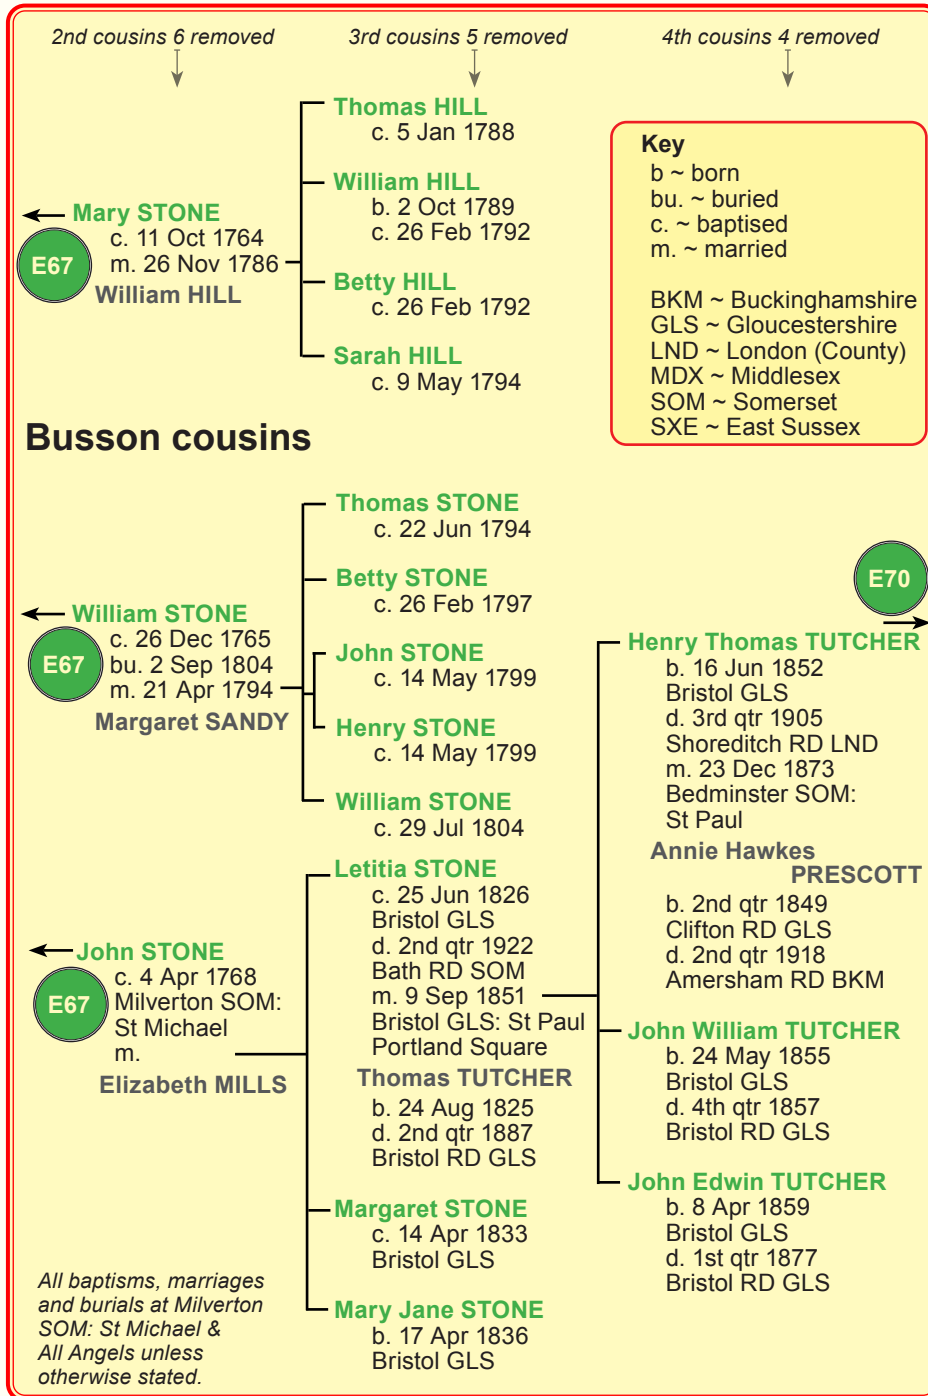 2nd cousins 6 removed
3rd cousins 5 removed
4th cousins 4 removed
Thomas HILL
c. 5 Jan 1788
William HILL
b. 2 Oct 1789
c. 26 Feb 1792
Mary STONE
c. 11 Oct 1764
m. 26 Nov 1786
William HILL
E67
Betty HILL
c. 26 Feb 1792
Sarah HILL
c. 9 May 1794
Key
b ~ born
bu. ~ buried
c. ~ baptised
m. ~ married
BKM ~ Buckinghamshire
GLS ~ Gloucestershire
LND ~ London (County)
MDX ~ Middlesex
SOM ~ Somerset
SXE ~ East Sussex
Busson cousins
Thomas STONE
c. 22 Jun 1794
Betty STONE
c. 26 Feb 1797
William STONE
c. 26 Dec 1765
bu. 2 Sep 1804
m. 21 Apr 1794
Margaret SANDY
E67
John STONE
c. 14 May 1799
Henry STONE
c. 14 May 1799
William STONE
c. 29 Jul 1804
Letitia STONE
c. 25 Jun 1826
Bristol GLS
d. 2nd qtr 1922
Bath RD SOM
m. 9 Sep 1851
Bristol GLS: St Paul
Portland Square
Thomas TUTCHER
b. 24 Aug 1825
d. 2nd qtr 1887
Bristol RD GLS
John STONE
c. 4 Apr 1768
Milverton SOM:
St Michael
m.
Elizabeth MILLS
E67
Margaret STONE
c. 14 Apr 1833
Bristol GLS
Mary Jane STONE
b. 17 Apr 1836
Bristol GLS
E70
Henry Thomas TUTCHER
b. 16 Jun 1852
Bristol GLS
d. 3rd qtr 1905
Shoreditch RD LND
m. 23 Dec 1873
Bedminster SOM:
St Paul
Annie Hawkes
PRESCOTT
b. 2nd qtr 1849
Clifton RD GLS
d. 2nd qtr 1918
Amersham RD BKM
John William TUTCHER
b. 24 May 1855
Bristol GLS
d. 4th qtr 1857
Bristol RD GLS
John Edwin TUTCHER
b. 8 Apr 1859
Bristol GLS
d. 1st qtr 1877
Bristol RD GLS
All baptisms, marriages
and burials at Milverton
SOM: St Michael &
All Angels unless
otherwise stated.